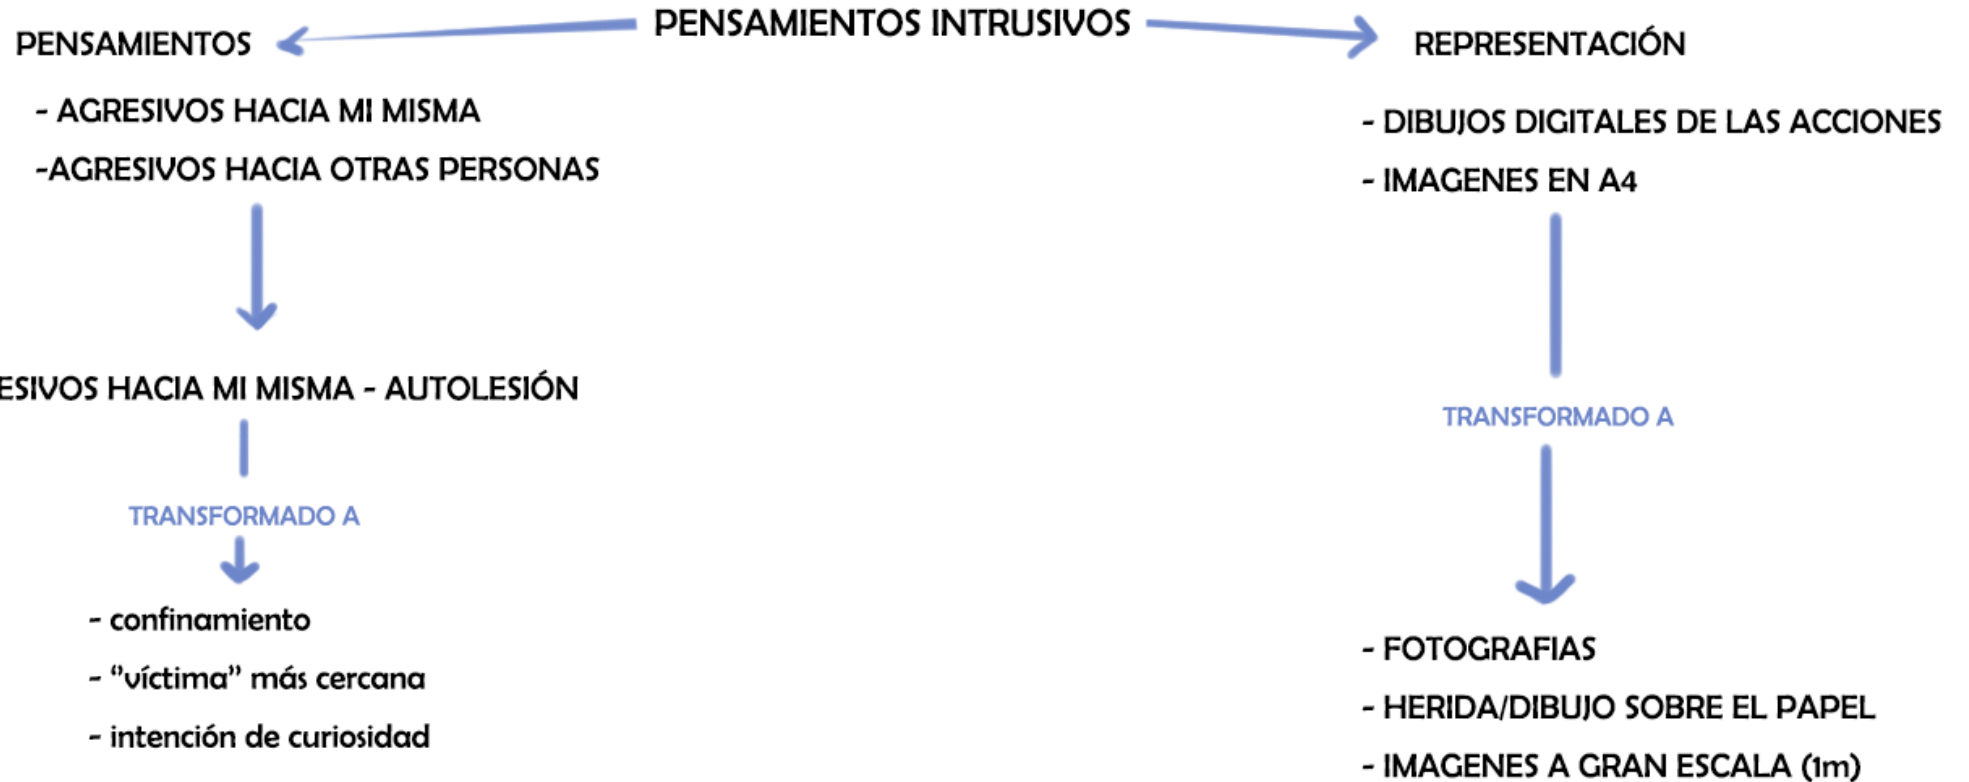 PENSAMIENTOS INTRUSIVOS
PENSAMIENTOS
- AGRESIVOS HACIA MI MISMA
-AGRESIVOS HACIA OTRAS PERSONAS
ESIVOS HACIA MI MISMA - AUTOLESIÓN
TRANSFORMADO A
- confinamiento
- “víctima” más cercana
- intención de curiosidad
REPRESENTACIÓN
- DIBUJOS DIGITALES DE LAS ACCIONES
- IMAGENES EN A4
TRANSFORMADO A
- FOTOGRAFIAS
- HERIDA/DIBUJO SOBRE EL PAPEL
- IMAGENES A GRAN ESCALA (1m)